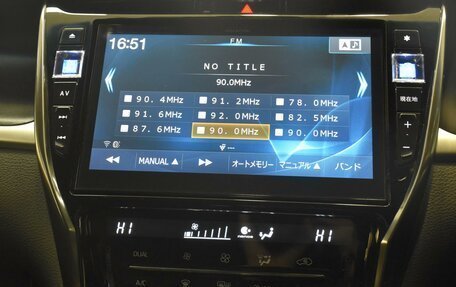 16:51 FM
NO TITLE
90.0MHz
90.4MHz 91.2MHz 78.0MHz
91.6MHz 92.0MHz 82.5MHz
87.6MHz 90.0MHz 90.0MHz
AV
現在地
MANUAL ▲ オートメモリー マニュアル ▲ バンド
HI HI
DUAL
A/C